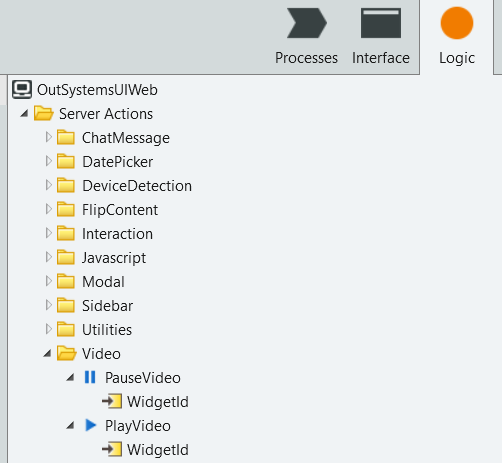 Processes Interface Logic
OutSystemsUIWeb
Server Actions
ChatMessage
DatePicker
DeviceDetection
FlipContent
Interaction
Javascript
Modal
Sidebar
Utilities
Video
PauseVideo
WidgetId
PlayVideo
WidgetId